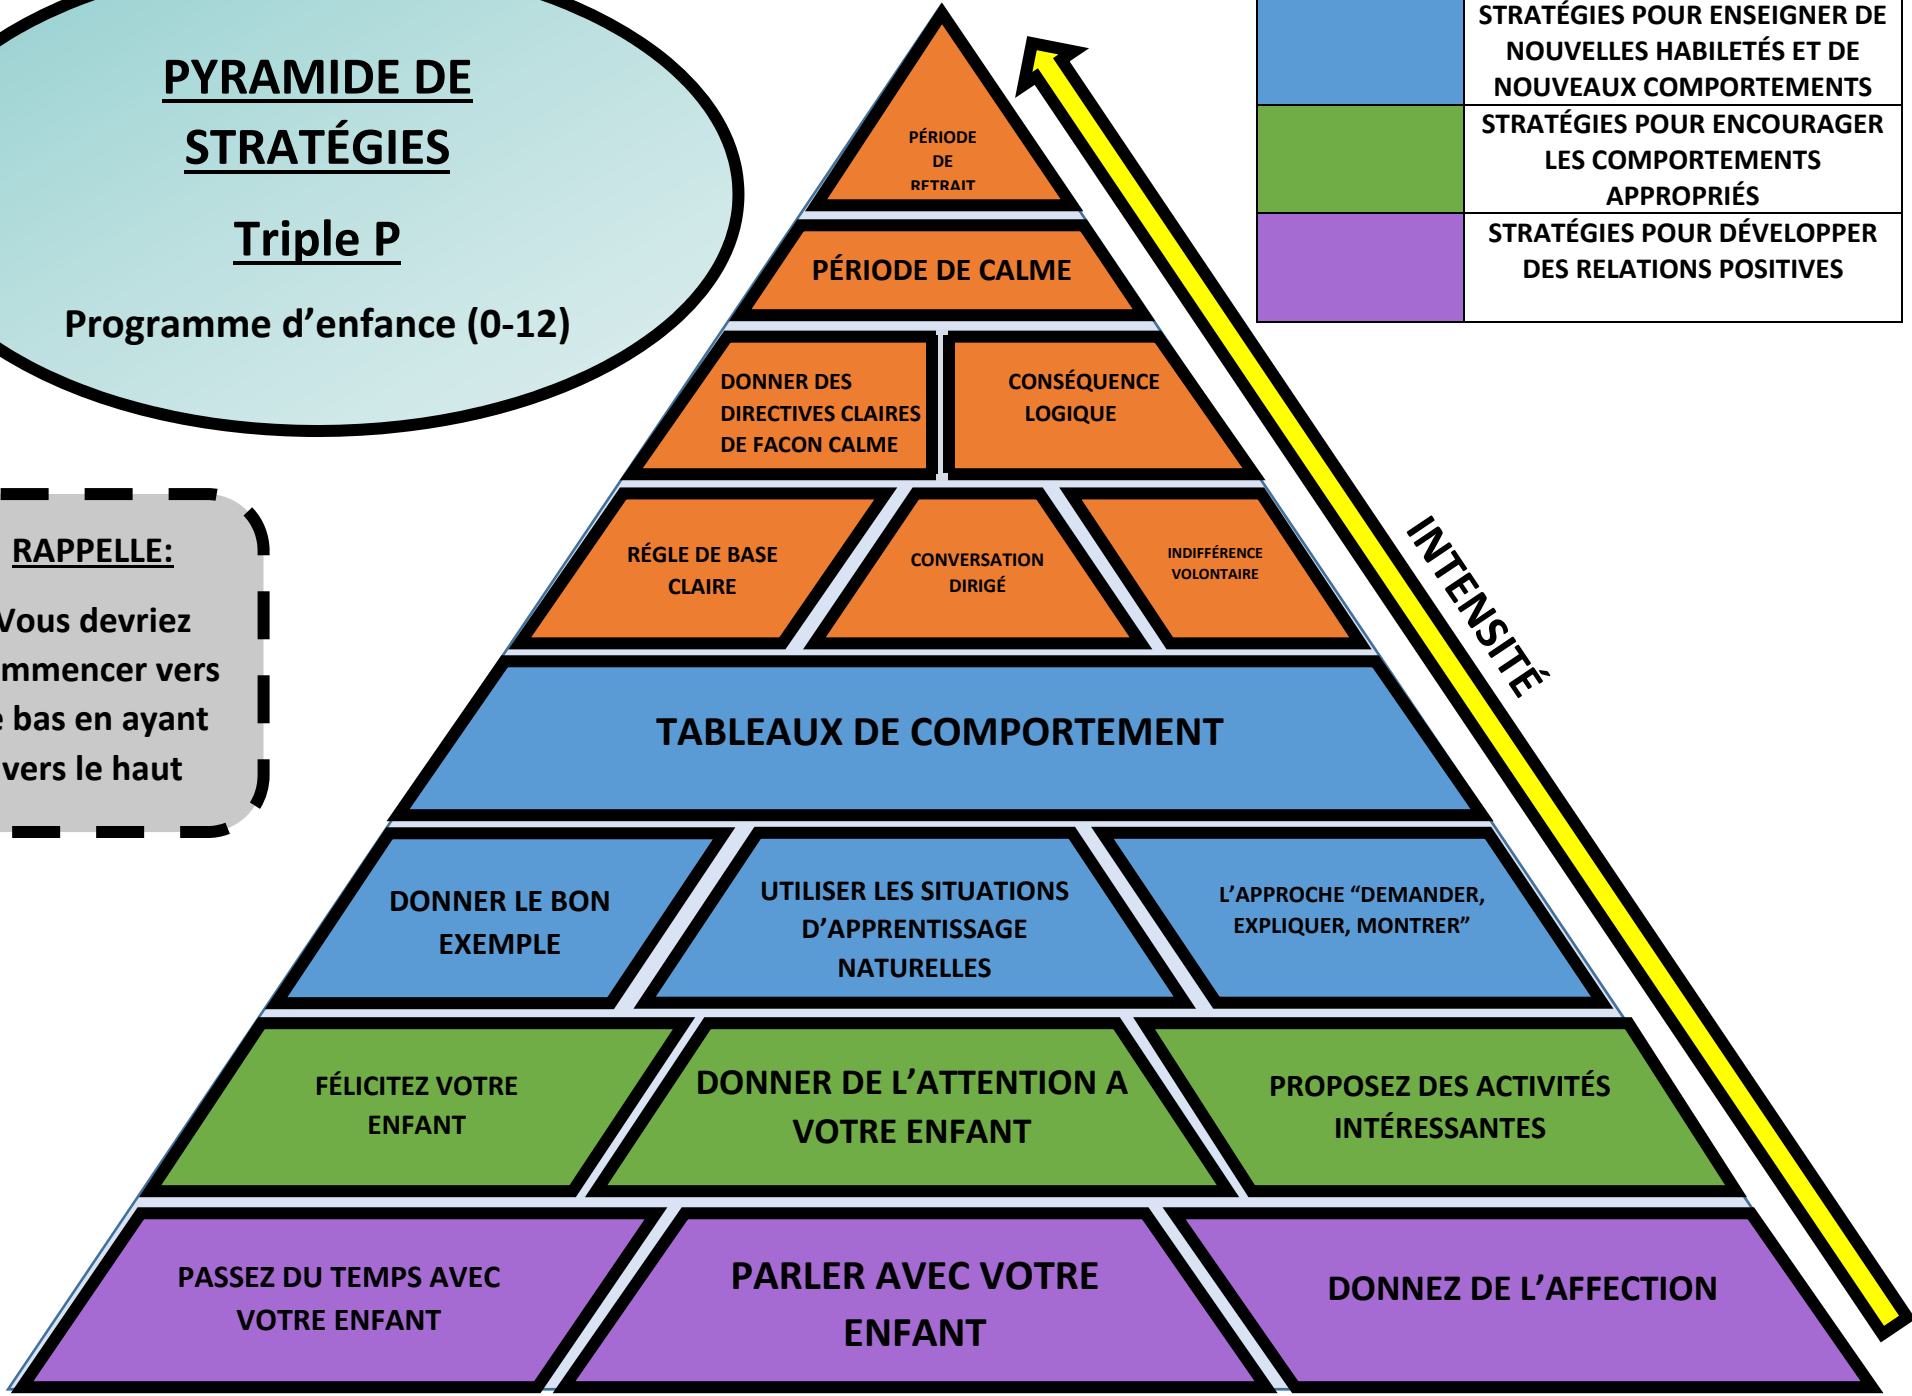 PYRAMIDE DE
STRATÉGIES
Triple P
Programme d’enfance (0-12)
STRATÉGIES POUR ENSEIGNER DE
NOUVELLES HABILETÉS ET DE
NOUVEAUX COMPORTEMENTS
STRATÉGIES POUR ENCOURAGER
LES COMPORTEMENTS
APPROPRIÉS
STRATÉGIES POUR DÉVELOPPER
DES RELATIONS POSITIVES
RAPPELLE:
Vous devriez
mmencer vers
e bas en ayant
vers le haut
INTENSITÉ
PÉRIODE
DE
RETRAIT
PÉRIODE DE CALME
DONNER DES
DIRECTIVES CLAIRES
DE FACON CALME
CONSÉQUENCE
LOGIQUE
RÉGLE DE BASE
CLAIRE
CONVERSATION
DIRIGÉ
INDIFFÉRENCE
VOLONTAIRE
TABLEAUX DE COMPORTEMENT
DONNER LE BON
EXEMPLE
UTILISER LES SITUATIONS
D’APPRENTISSAGE
NATURELLES
L’APPROCHE “DEMANDER,
EXPLIQUER, MONTRER”
FÉLICITEZ VOTRE
ENFANT
DONNER DE L’ATTENTION A
VOTRE ENFANT
PROPOSEZ DES ACTIVITÉS
INTÉRESSANTES
PASSEZ DU TEMPS AVEC
VOTRE ENFANT
PARLER AVEC VOTRE
ENFANT
DONNEZ DE L’AFFECTION